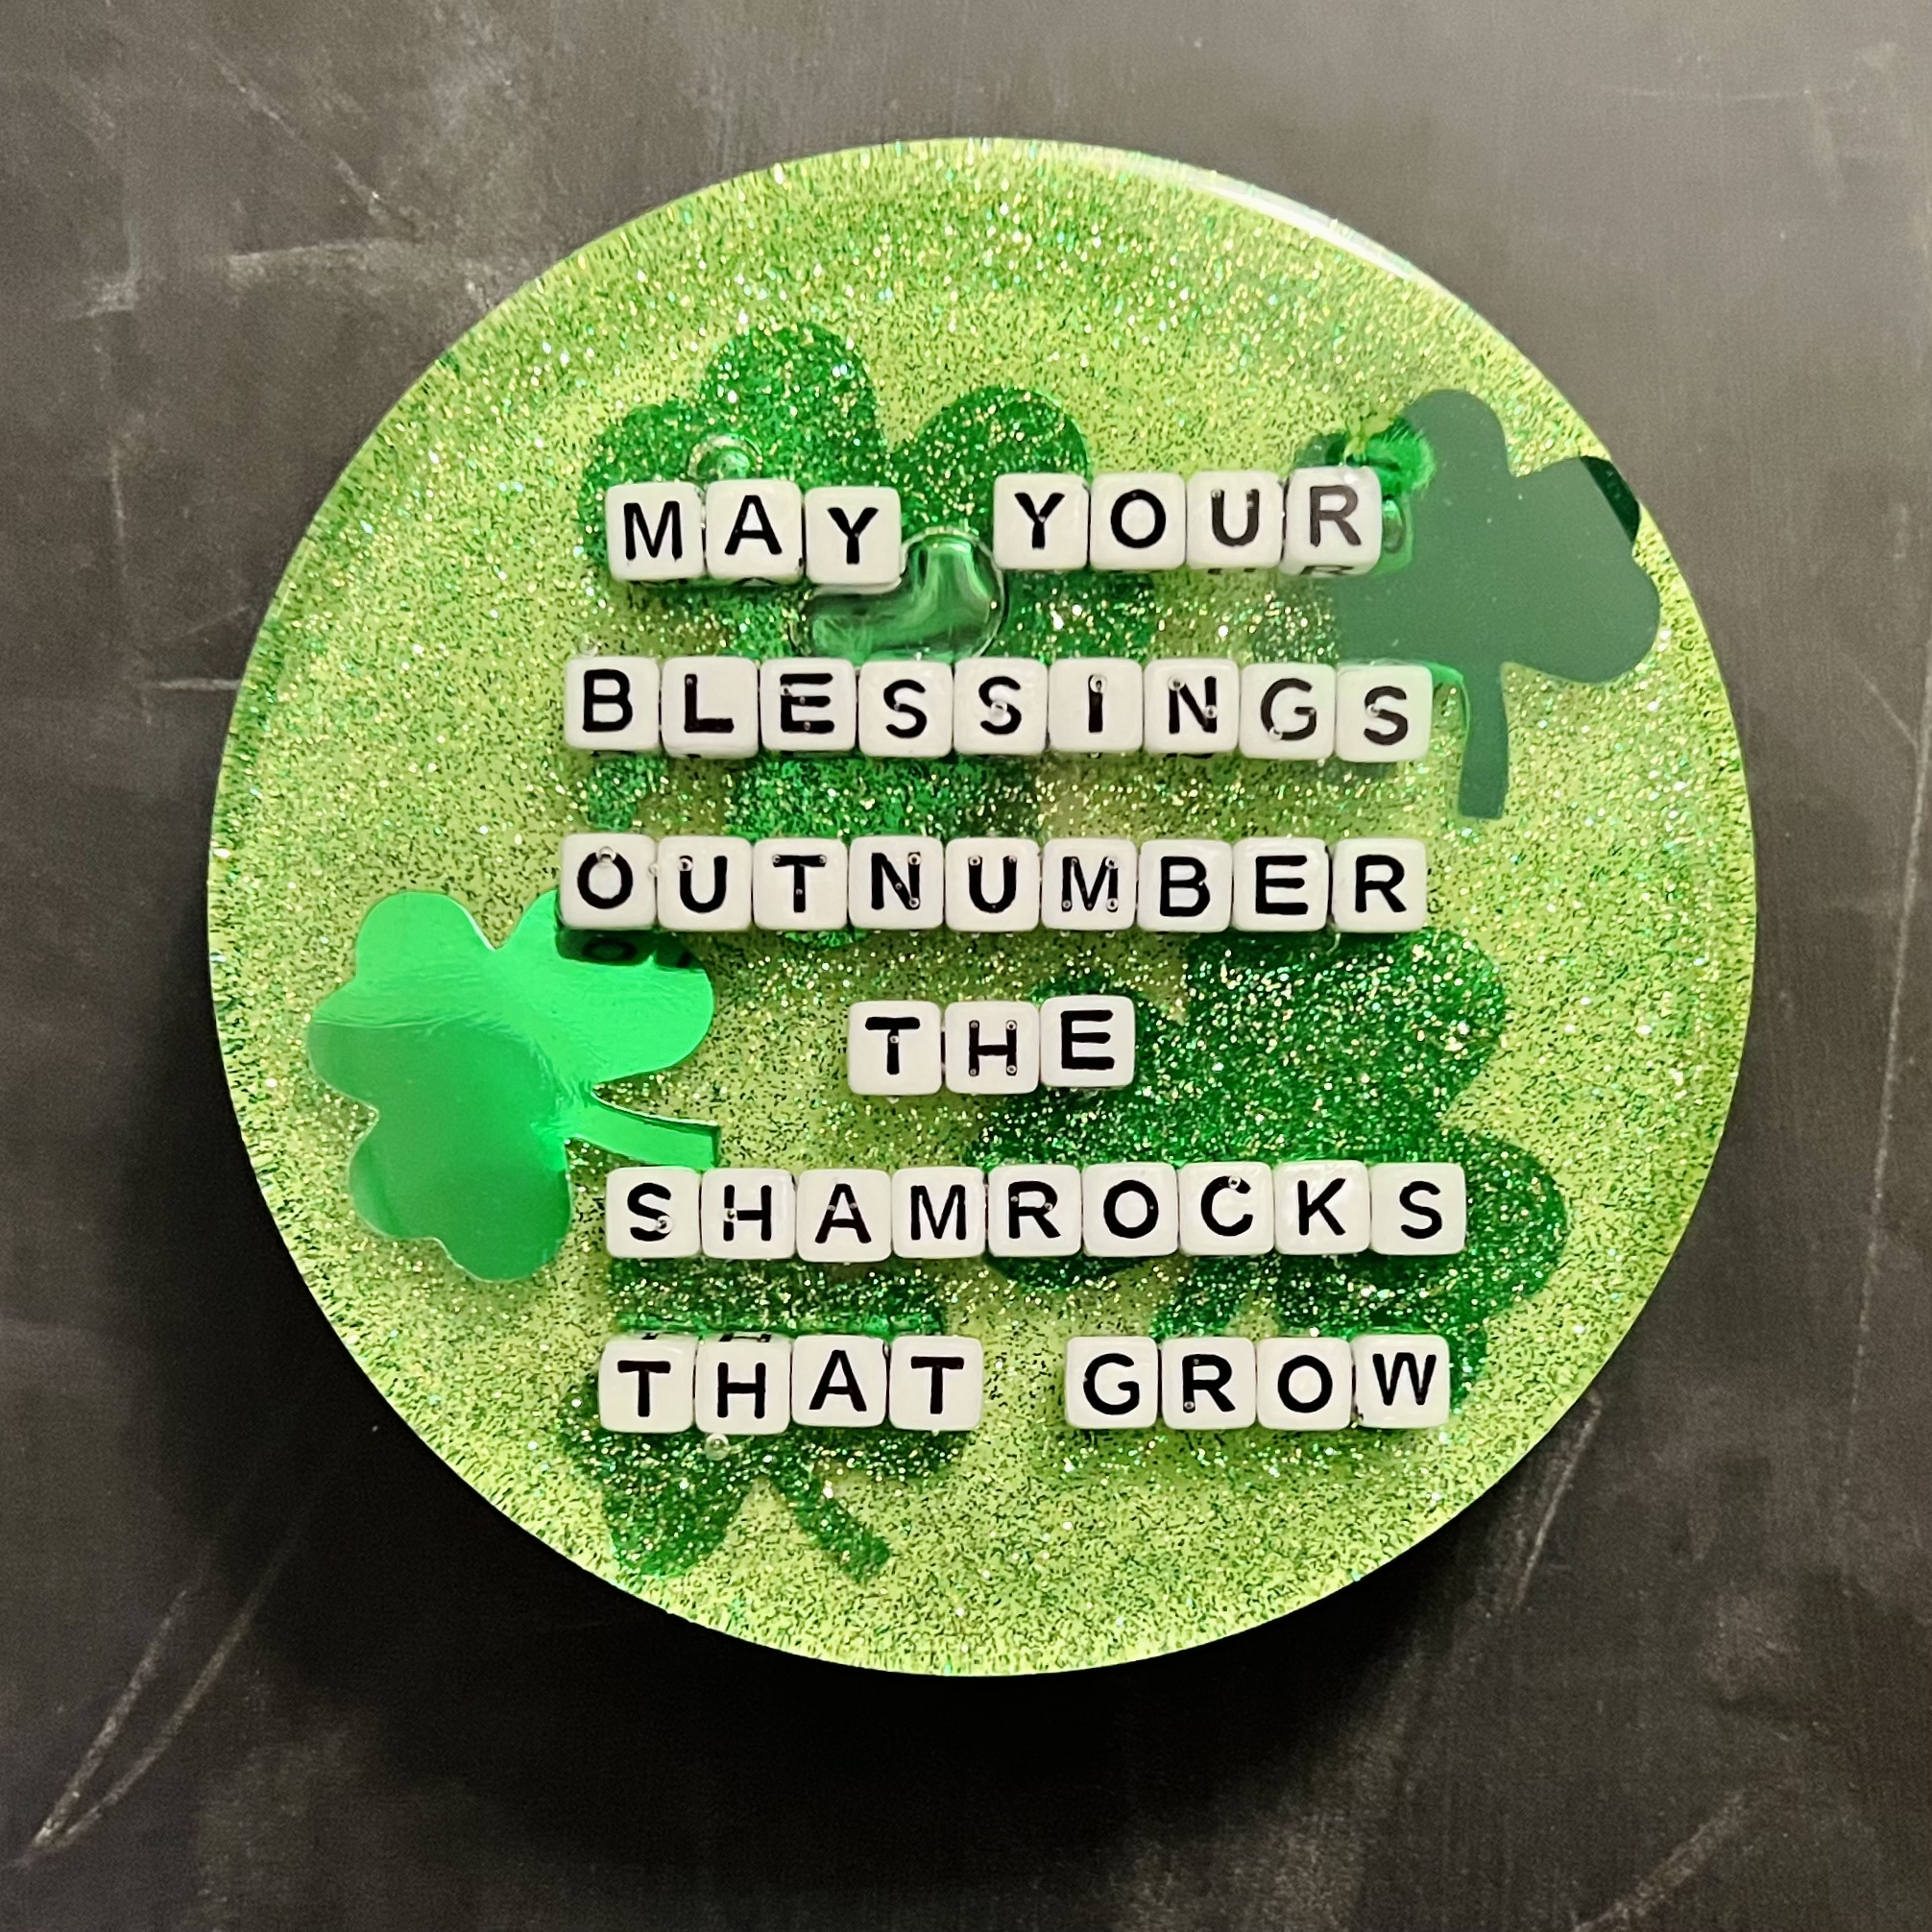 MAY YOUR
BLESSINGS
OUTNUMBER
THE
SHAMROCKS
THAT GROW